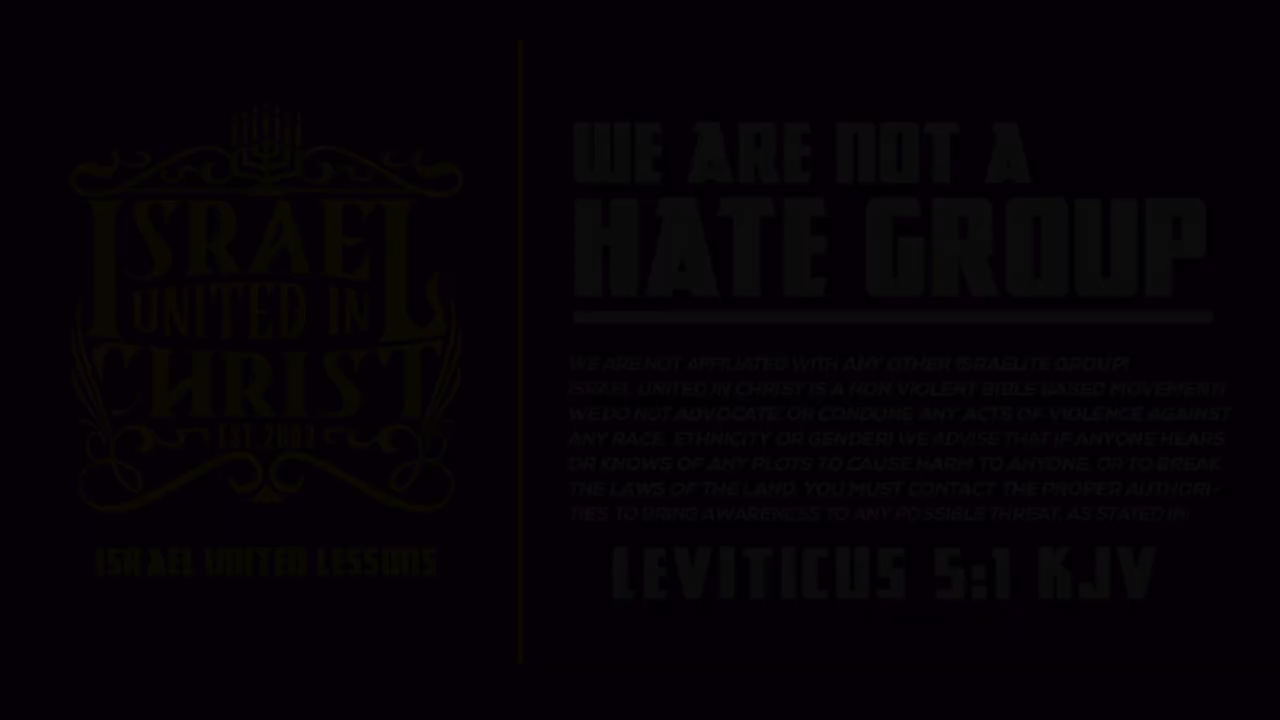 ISRAEL
UNITED IN
CHRIST
EST. 2003
ISRAEL UNITED LESSONS
WE ARE NOT A
HATE GROUP
WE ARE NOT AFFILIATED WITH ANY OTHER ISRAELITE GROUP!
ISRAEL UNITED IN CHRIST IS A NON VIOLENT BIBLE BASED MOVEMENT!
WE DO NOT ADVOCATE OR CONDONE ANY ACTS OF VIOLENCE AGAINST
ANY RACE, ETHNICITY OR GENDER! WE ADVISE THAT IF ANYONE HEARS
OR KNOWS OF ANY PLOTS TO CAUSE HARM TO ANYONE, OR TO BREAK
THE LAWS OF THE LAND, YOU MUST CONTACT THE PROPER AUTHORI-
TIES TO BRING AWARENESS TO ANY POSSIBLE THREAT. AS STATED IN:
LEVITICUS 5:1 KJV